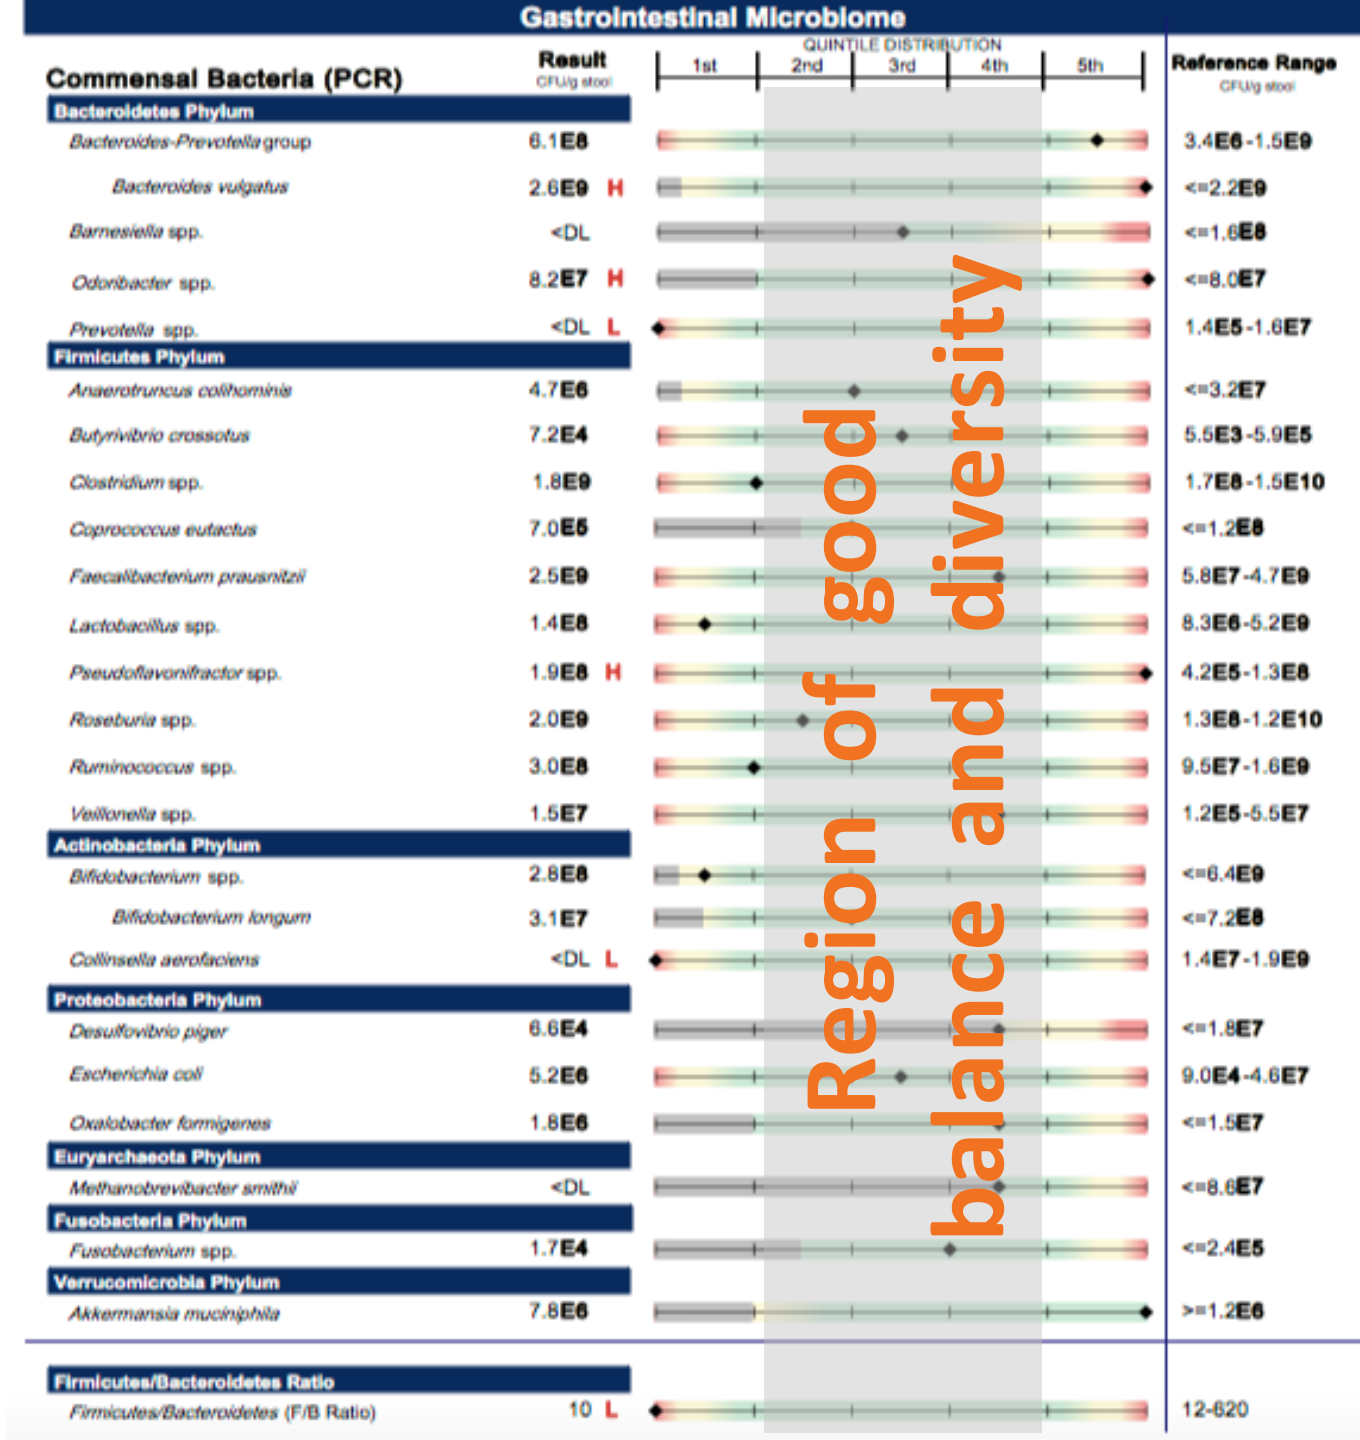 Gastrointestinal Microbiome
QUINTILE DISTRIBUTION
Commensal Bacteria (PCR) Result CFU/g stool 1st 2nd 3rd 4th 5th Reference Range CFU/g stool
Bacteroidetes Phylum
Bacteroides-Prevotella group 6.1E8 3.4E6-1.5E9
Bacteroides vulgatus 2.6E9 H <=2.2E9
Barnesiella spp. <DL <=1.6E8
Odoribacter spp. 8.2E7 H <=8.0E7
Prevotella spp. <DL L 1.4E5-1.6E7
Firmicutes Phylum
Anaerotruncus colihominis 4.7E6 <=3.2E7
Butyrivibrio crossotus 7.2E4 5.5E3-5.9E5
Clostridium spp. 1.8E9 1.7E8-1.5E10
Coprococcus eutactus 7.0E5 <=1.2E8
Faecalibacterium prausnitzii 2.5E9 5.8E7-4.7E9
Lactobacillus spp. 1.4E8 8.3E6-5.2E9
Pseudoflavonifractor spp. 1.9E8 H 4.2E5-1.3E8
Roseburia spp. 2.0E9 1.3E8-1.2E10
Ruminococcus spp. 3.0E8 9.5E7-1.6E9
Veillonella spp. 1.5E7 1.2E5-5.5E7
Actinobacteria Phylum
Bifidobacterium spp. 2.8E8 <=6.4E9
Bifidobacterium longum 3.1E7 <=7.2E8
Collinsella aerofaciens <DL L 1.4E7-1.9E9
Proteobacteria Phylum
Desulfovibrio piger 6.6E4 <=1.8E7
Escherichia coli 5.2E6 9.0E4-4.6E7
Oxalobacter formigenes 1.8E6 <=1.5E7
Euryarchaeota Phylum
Methanobrevibacter smithii <DL <=8.6E7
Fusobacteria Phylum
Fusobacterium spp. 1.7E4 <=2.4E5
Verrucomicrobia Phylum
Akkermansia muciniphila 7.8E6 >=1.2E6
Firmicutes/Bacteroidetes Ratio
Firmicutes/Bacteroidetes (F/B Ratio) 10 L 12-620
Region of good
balance and diversity